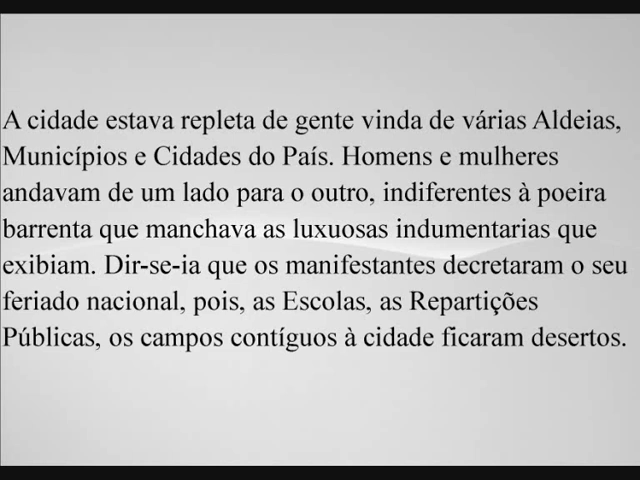 A cidade estava repleta de gente vinda de várias Aldeias,
Municípios e Cidades do País. Homens e mulheres
andavam de um lado para o outro, indiferentes à poeira
barrenta que manchava as luxuosas indumentarias que
exibiam. Dir-se-ia que os manifestantes decretaram o seu
feriado nacional, pois, as Escolas, as Repartições
Públicas, os campos contíguos à cidade ficaram desertos.